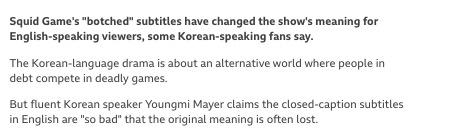 Squid Game's "botched" subtitles have changed the show's meaning for
English-speaking viewers, some Korean-speaking fans say.
The Korean-language drama is about an alternative world where people in
debt compete in deadly games.
But fluent Korean speaker Youngmi Mayer claims the closed-caption subtitles
in English are "so bad" that the original meaning is often lost.